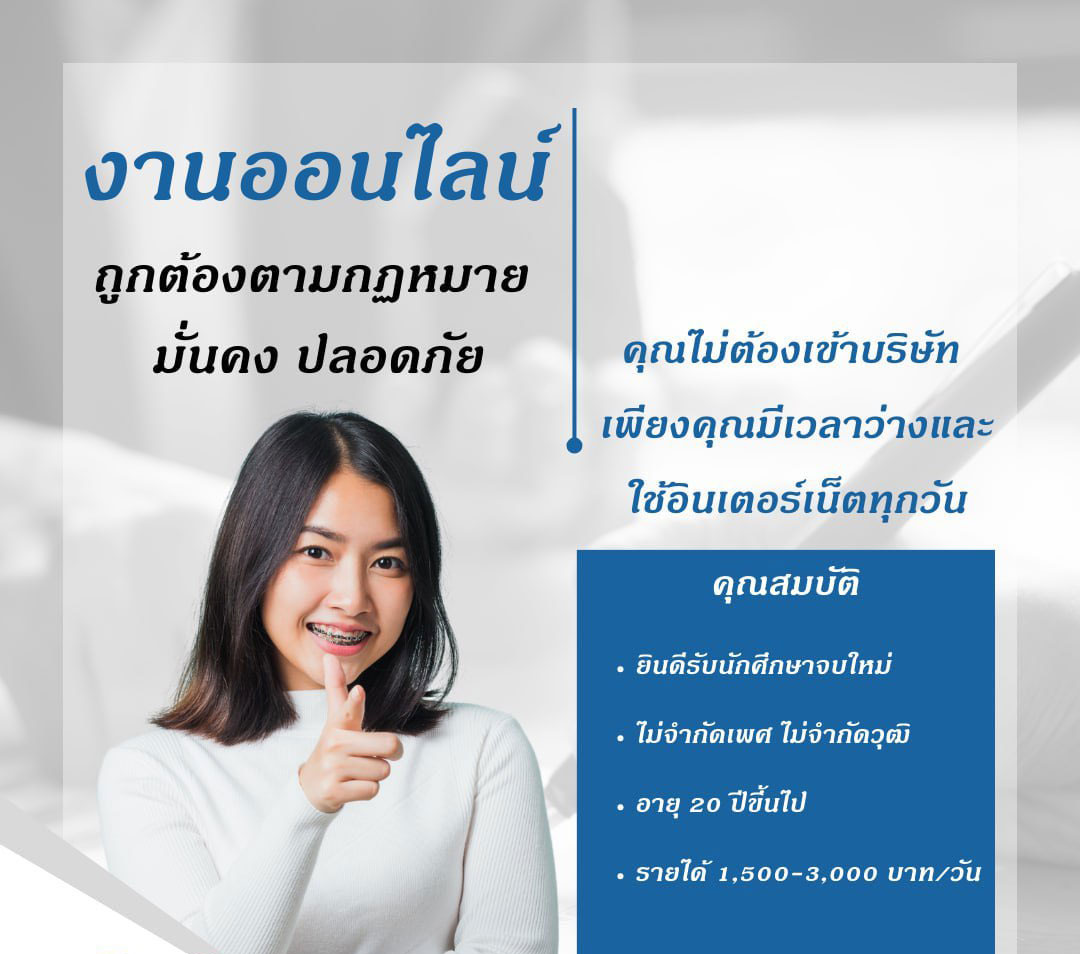 งานออนไลน์
ถูกต้องตามกฏหมาย
มั่นคง ปลอดภัย
คุณไม่ต้องเข้าบริษัท
เพียงคุณมีเวลาว่างและ
ใช้อินเตอร์เน็ตทุกวัน
คุณสมบัติ
• ยินดีรับนักศึกษาจบใหม่
• ไม่จำกัดเพศ ไม่จำกัดวุฒิ
• อายุ 20 ปีขึ้นไป
• รายได้ 1,500-3,000 บาท/วัน